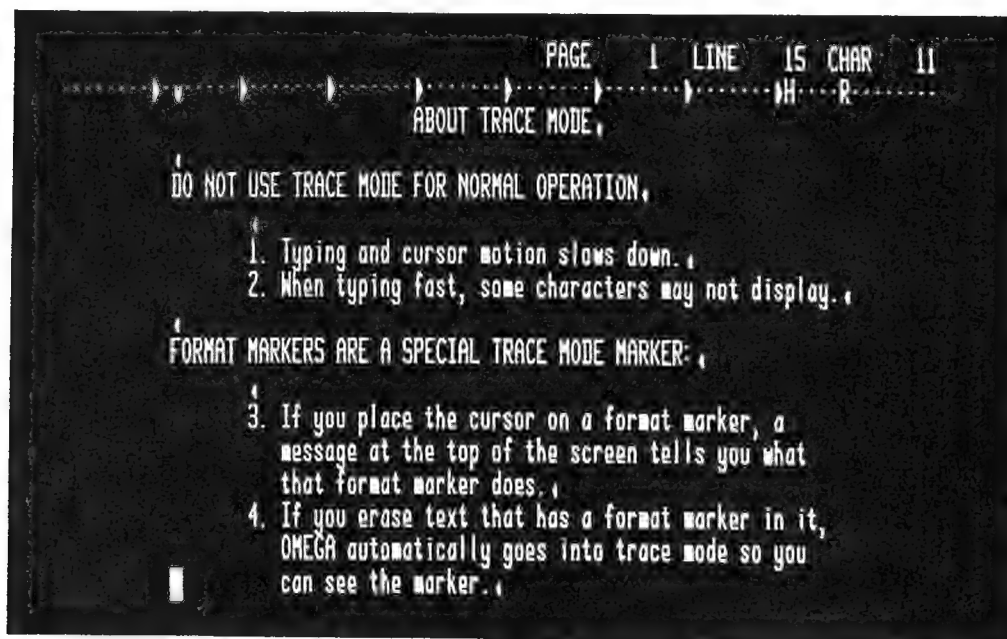 PAGE 1 LINE 15 CHAR 11
H R
ABOUT TRACE MODE
DO NOT USE TRACE MODE FOR NORMAL OPERATION
1. Typing and cursor motion slows down.
2. When typing fast, some characters may not display.
FORMAT MARKERS ARE A SPECIAL TRACE MODE MARKER:
3. If you place the cursor on a format marker, a
message at the top of the screen tells you what
that format marker does.
4. If you erase text that has a format marker in it,
OMEGA automatically goes into trace mode so you
can see the marker.